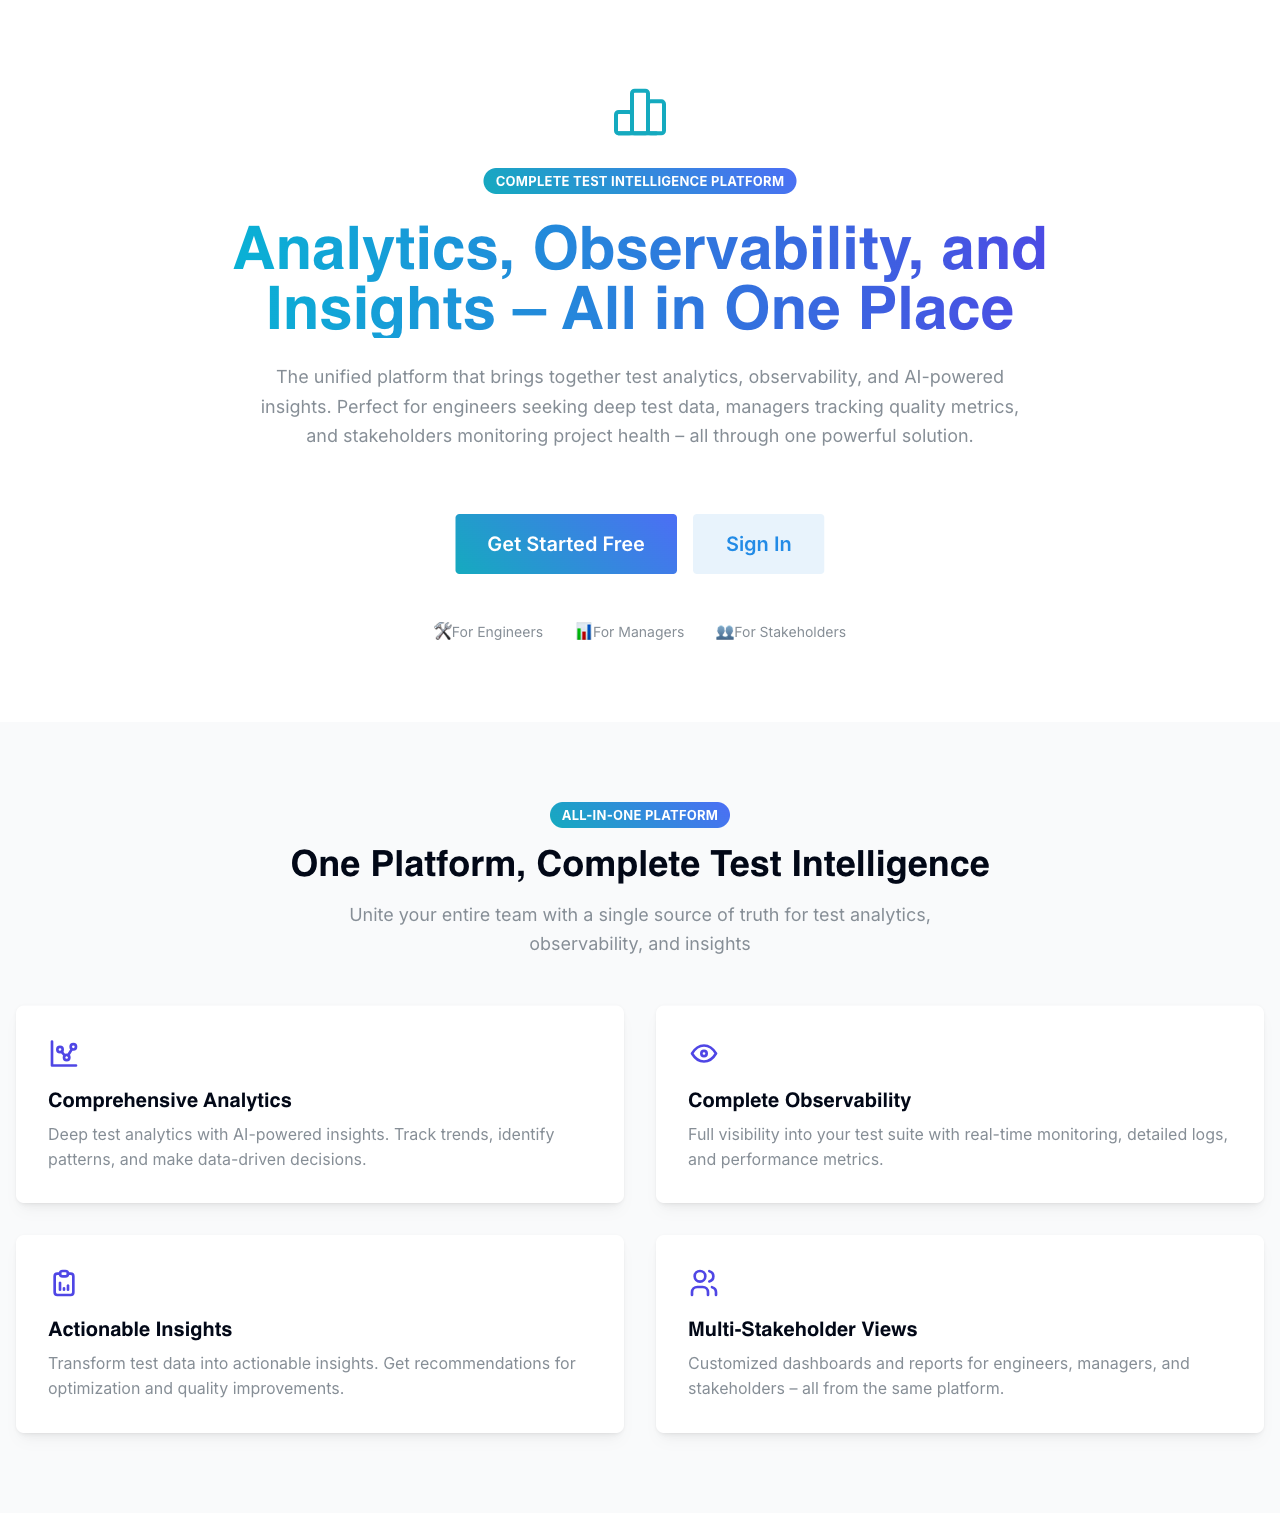 COMPLETE TEST INTELLIGENCE PLATFORM
Analytics, Observability, and
Insights – All in One Place
The unified platform that brings together test analytics, observability, and AI-powered
insights. Perfect for engineers seeking deep test data, managers tracking quality metrics,
and stakeholders monitoring project health – all through one powerful solution.
Get Started Free
Sign In
For Engineers
For Managers
For Stakeholders
ALL-IN-ONE PLATFORM
One Platform, Complete Test Intelligence
Unite your entire team with a single source of truth for test analytics,
observability, and insights
Comprehensive Analytics
Deep test analytics with AI-powered insights. Track trends, identify
patterns, and make data-driven decisions.
Complete Observability
Full visibility into your test suite with real-time monitoring, detailed logs,
and performance metrics.
Actionable Insights
Transform test data into actionable insights. Get recommendations for
optimization and quality improvements.
Multi-Stakeholder Views
Customized dashboards and reports for engineers, managers, and
stakeholders – all from the same platform.